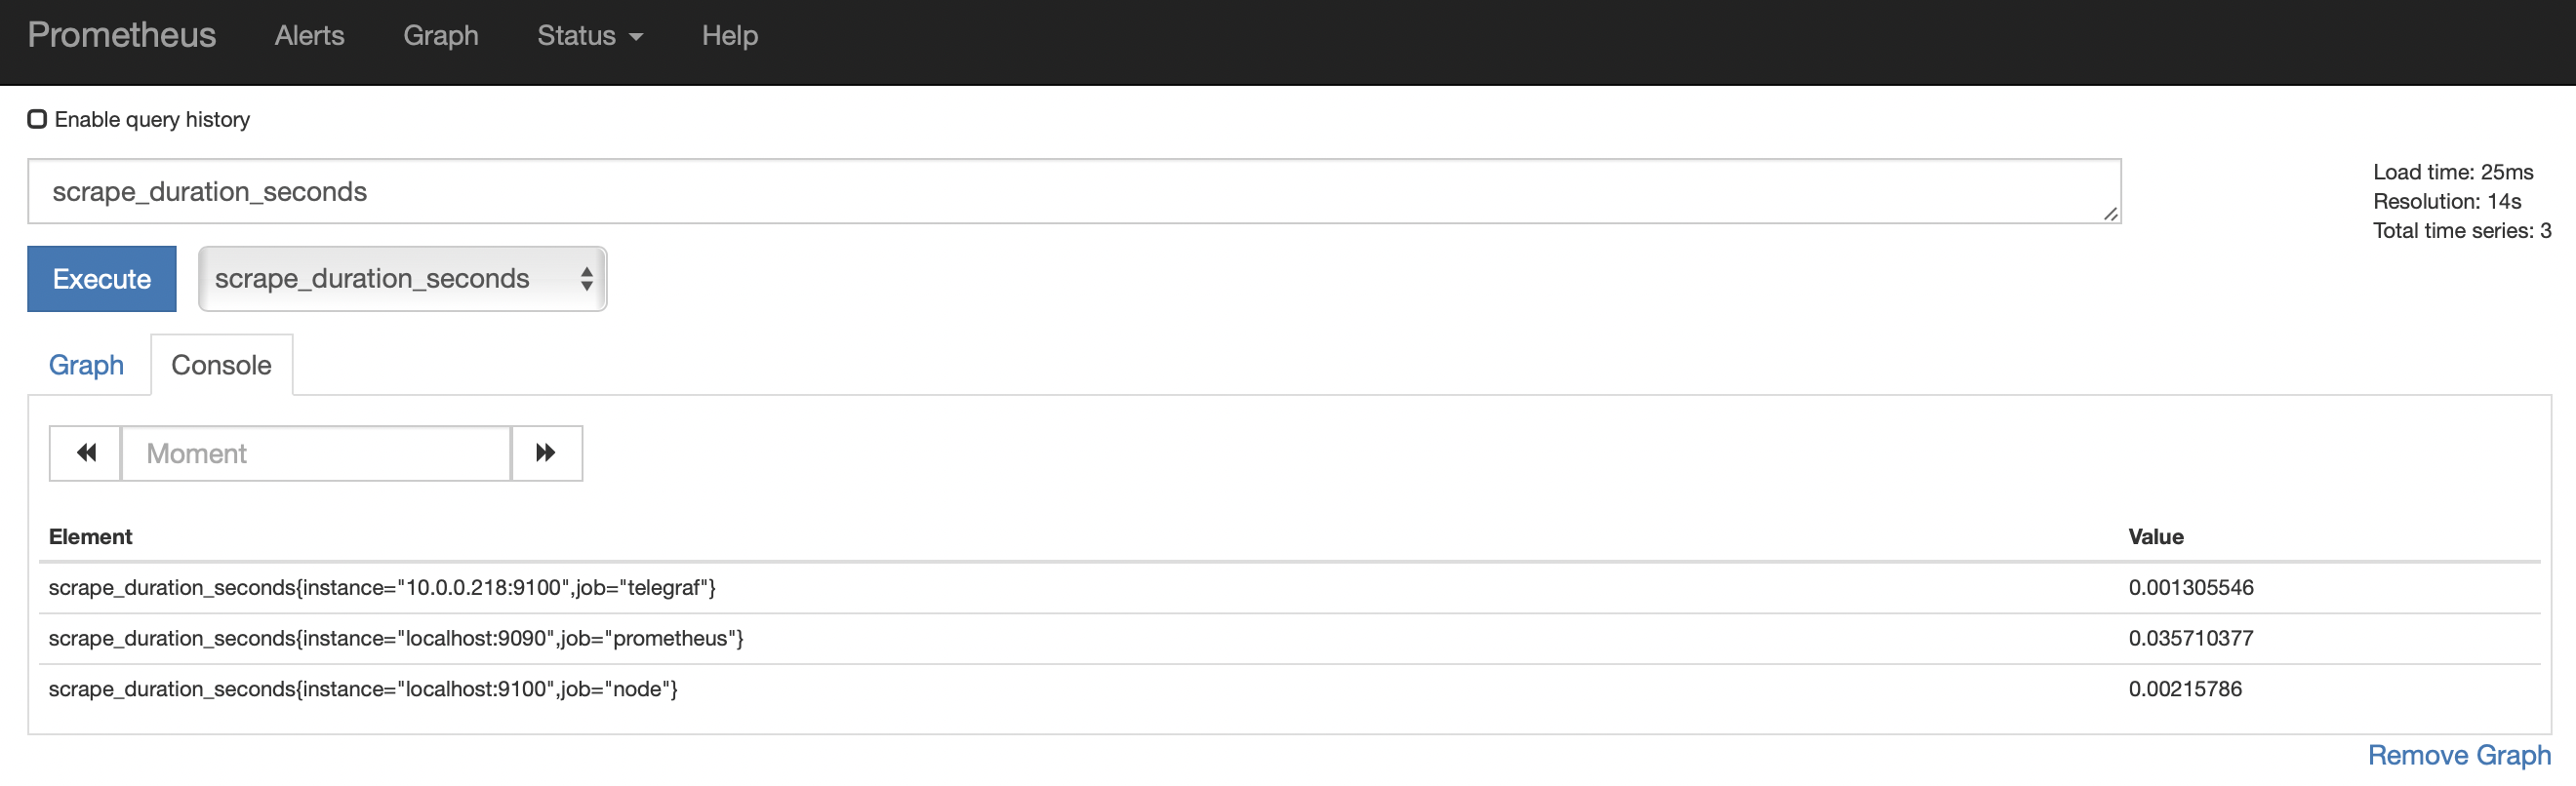 Prometheus Alerts Graph Status Help
Enable query history
scrape_duration_seconds
Load time: 25ms
Resolution: 14s
Total time series: 3
Execute scrape_duration_seconds
Graph Console
Moment
Element Value
scrape_duration_seconds{instance="10.0.0.218:9100",job="telegraf"} 0.001305546
scrape_duration_seconds{instance="localhost:9090",job="prometheus"} 0.035710377
scrape_duration_seconds{instance="localhost:9100",job="node"} 0.00215786
Remove Graph